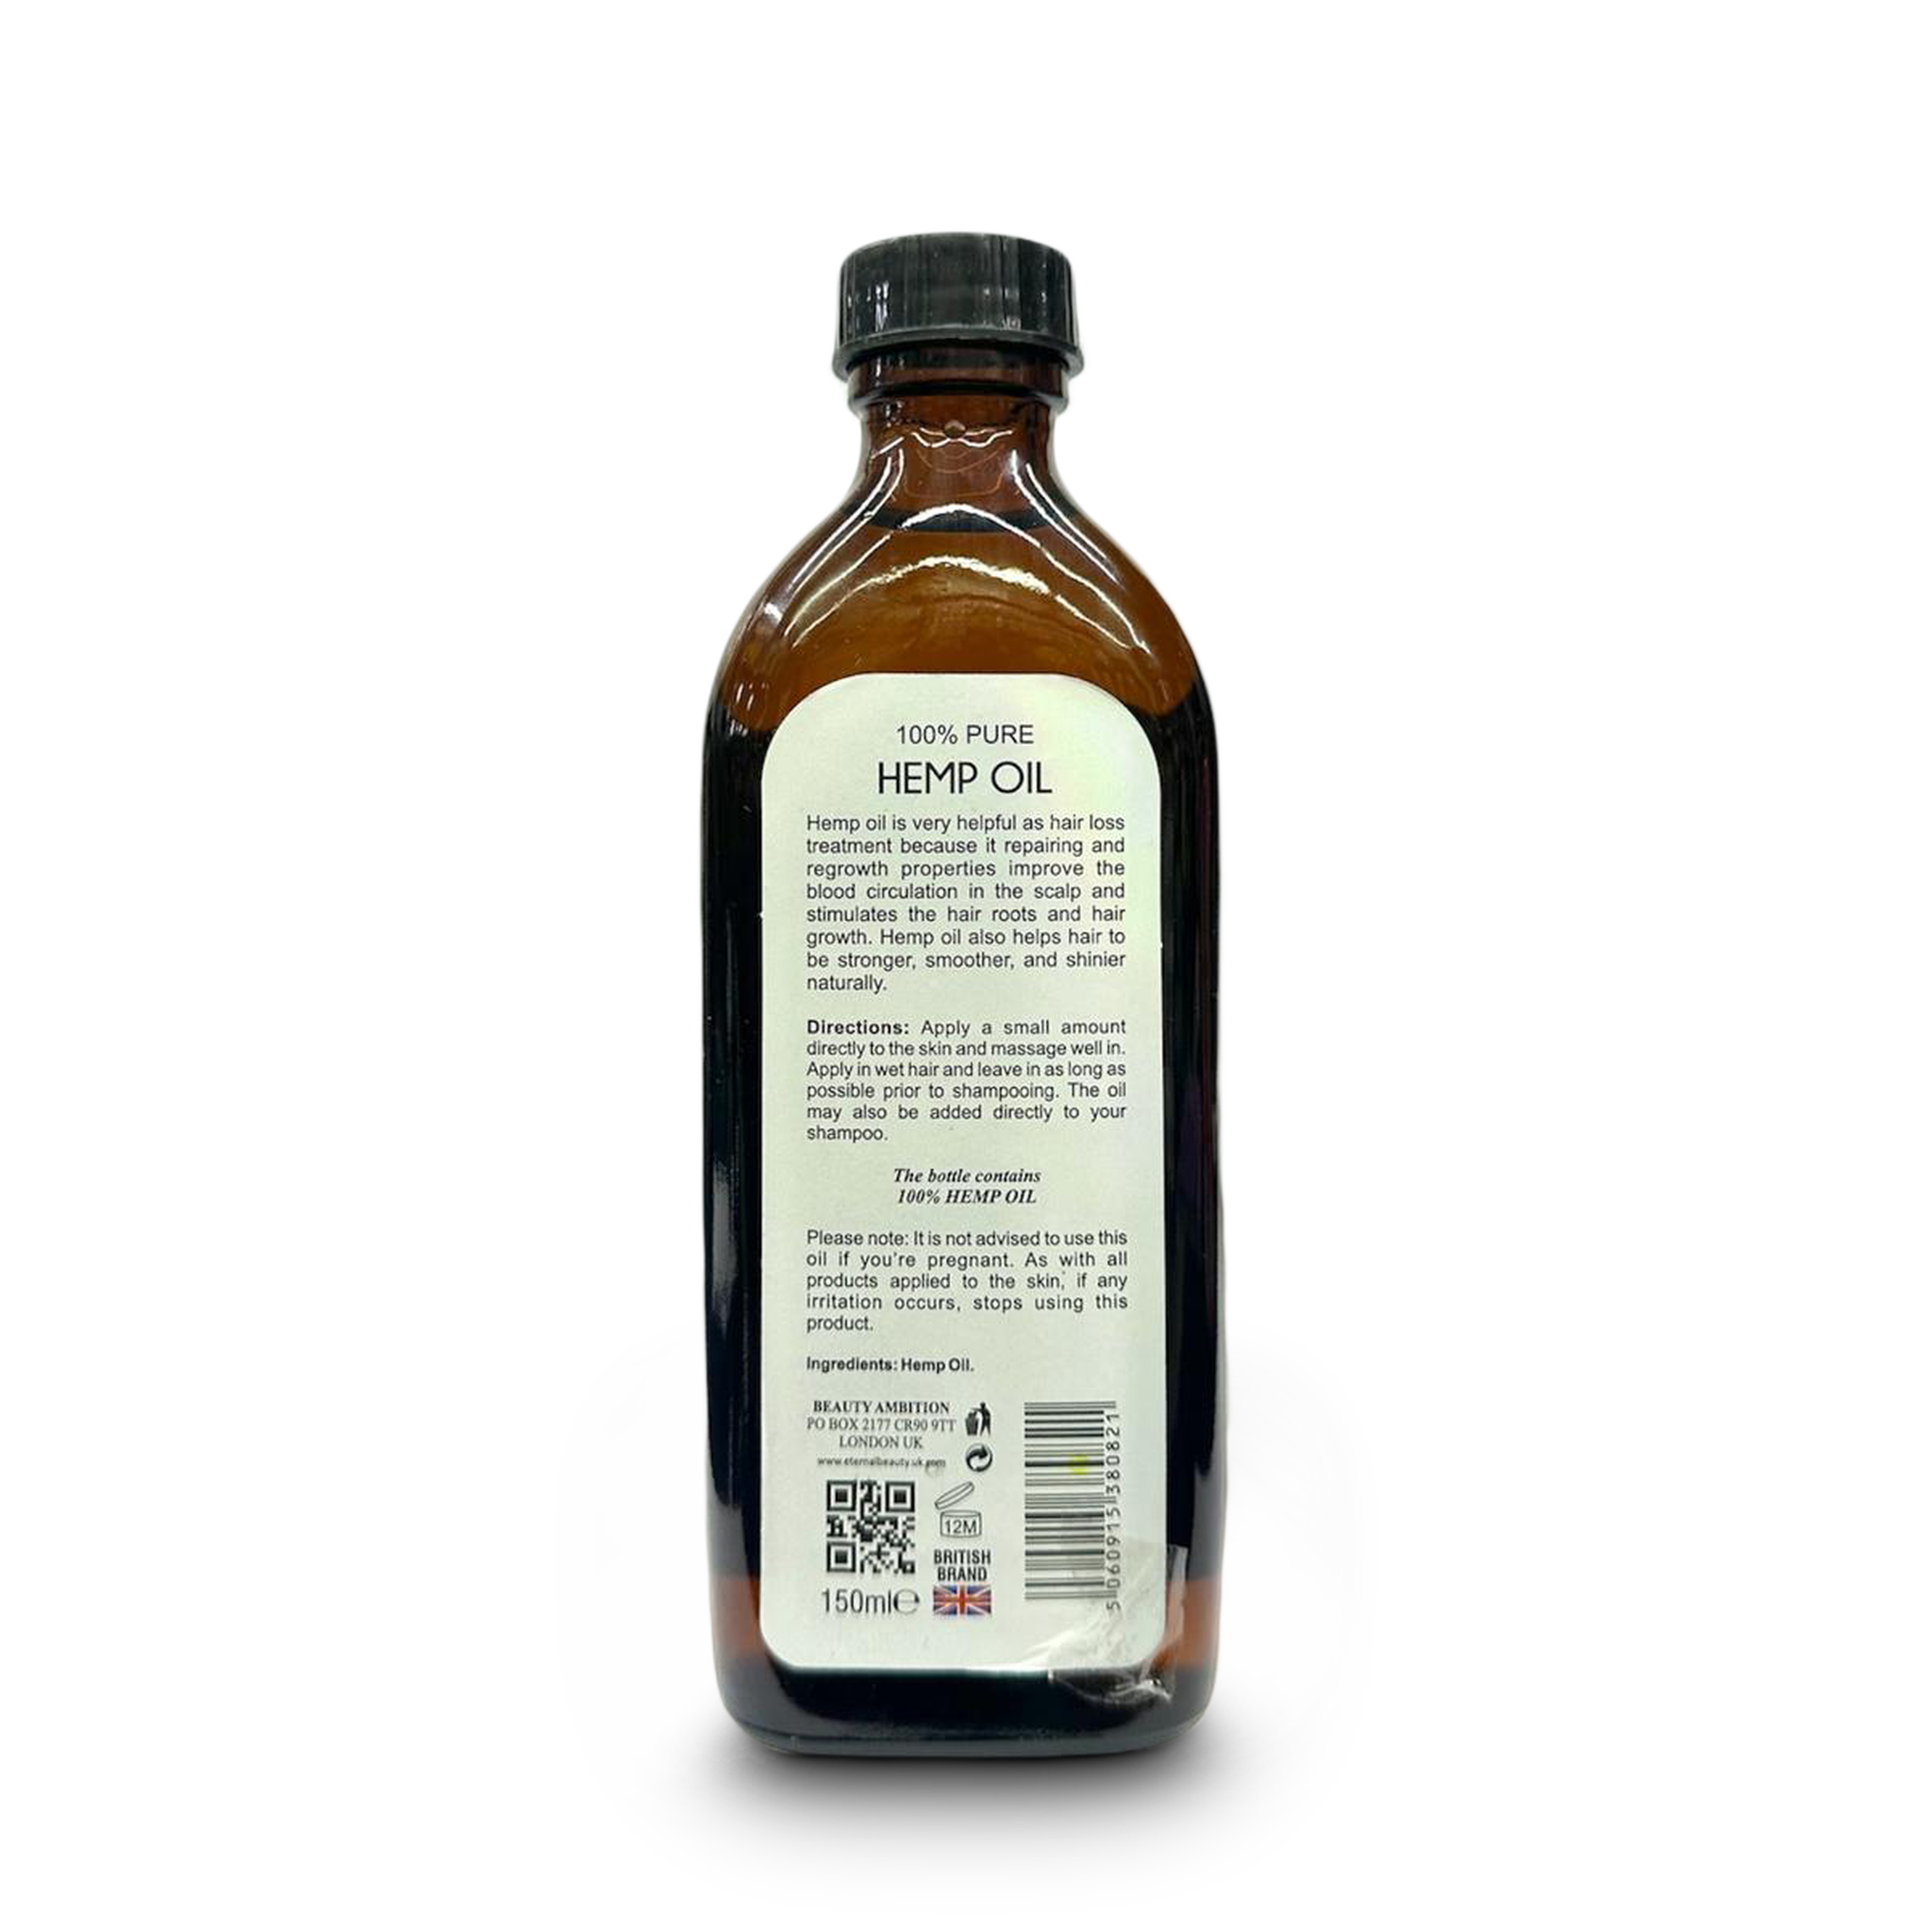 100% PURE
HEMP OIL
Hemp oil is very helpful as hair loss
treatment because it repairing and
regrowth properties improve the
blood circulation in the scalp and
stimulates the hair roots and hair
growth. Hemp oil also helps hair to
be stronger, smoother, and shinier
naturally.
Directions: Apply a small amount
directly to the skin and massage well in.
Apply in wet hair and leave in as long as
possible prior to shampooing. The oil
may also be added directly to your
shampoo.
The bottle contains
100% HEMP OIL
Please note: It is not advised to use this
oil if you're pregnant. As with all
products applied to the skin, if any
irritation occurs, stops using this
product.
Ingredients: Hemp Oil.
BEAUTY AMBITION
PO BOX 2177 CR90 9TT
LONDON UK
www.eternalbeauty.uk.com
12M
BRITISH
BRAND
150ml℮
5 060915 380821